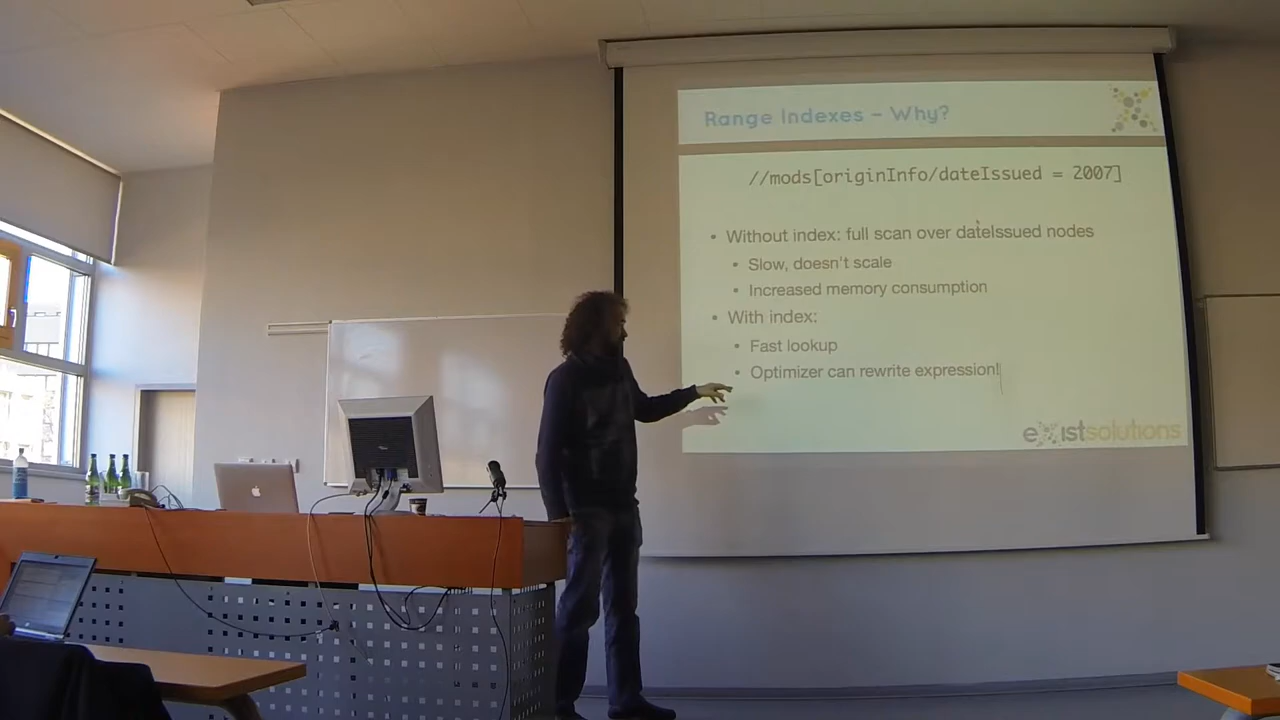 Range Indexes – Why?
//mods[originInfo/dateIssued = 2007]
• Without index: full scan over dateIssued nodes
• Slow, doesn't scale
• Increased memory consumption
• With index:
• Fast lookup
• Optimizer can rewrite expression!
eXistsolutions